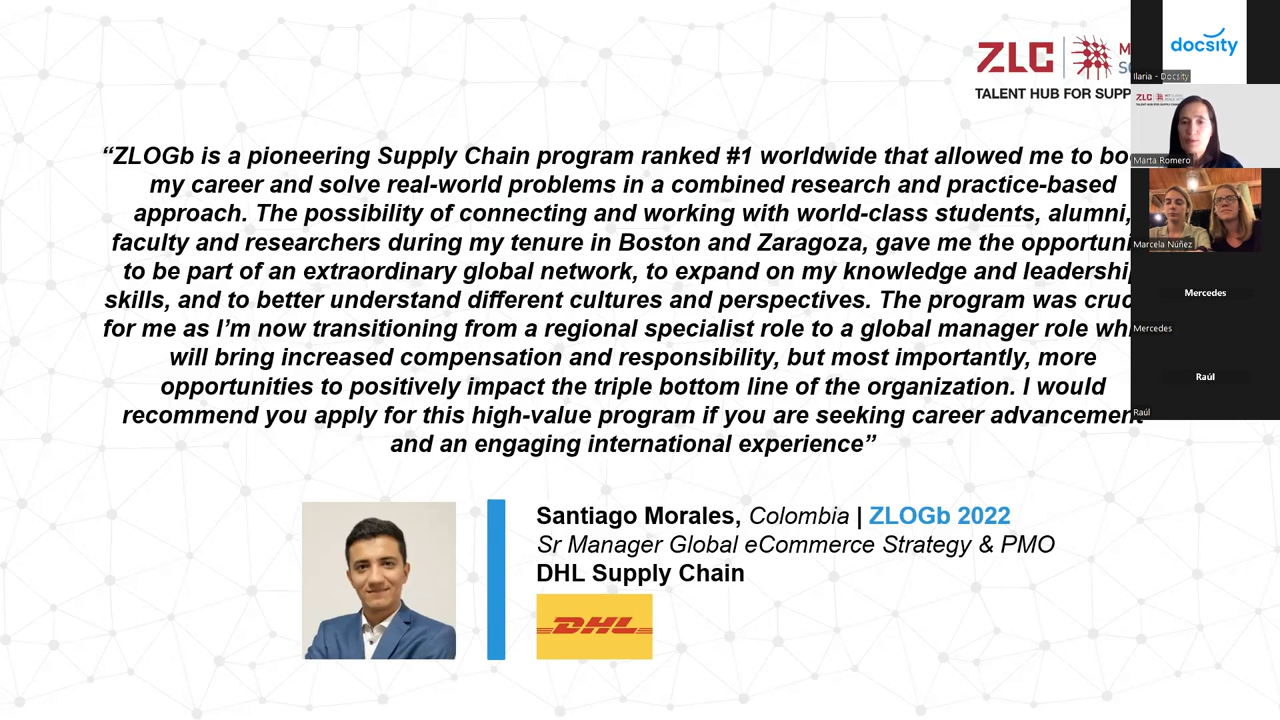 ZLC
TALENT HUB FOR SUPP
“ZLOGb is a pioneering Supply Chain program ranked #1 worldwide that allowed me to
my career and solve real-world problems in a combined research and practice-based
approach. The possibility of connecting and working with world-class students, alumni,
faculty and researchers during my tenure in Boston and Zaragoza, gave me the
to be part of an extraordinary global network, to expand on my knowledge and leadership
skills, and to better understand different cultures and perspectives. The program was
for me as I’m now transitioning from a regional specialist role to a global manager role
will bring increased compensation and responsibility, but most importantly, more
opportunities to positively impact the triple bottom line of the organization. I would
recommend you apply for this high-value program if you are seeking career advancement
and an engaging international experience”
Santiago Morales, Colombia | ZLOGb 2022
Sr Manager Global eCommerce Strategy & PMO
DHL Supply Chain
DHL
docsity
Ilaria - Docsity
ZLC
Marta Romero
Marcela Núñez
Mercedes
Mercedes
Raúl
Raúl